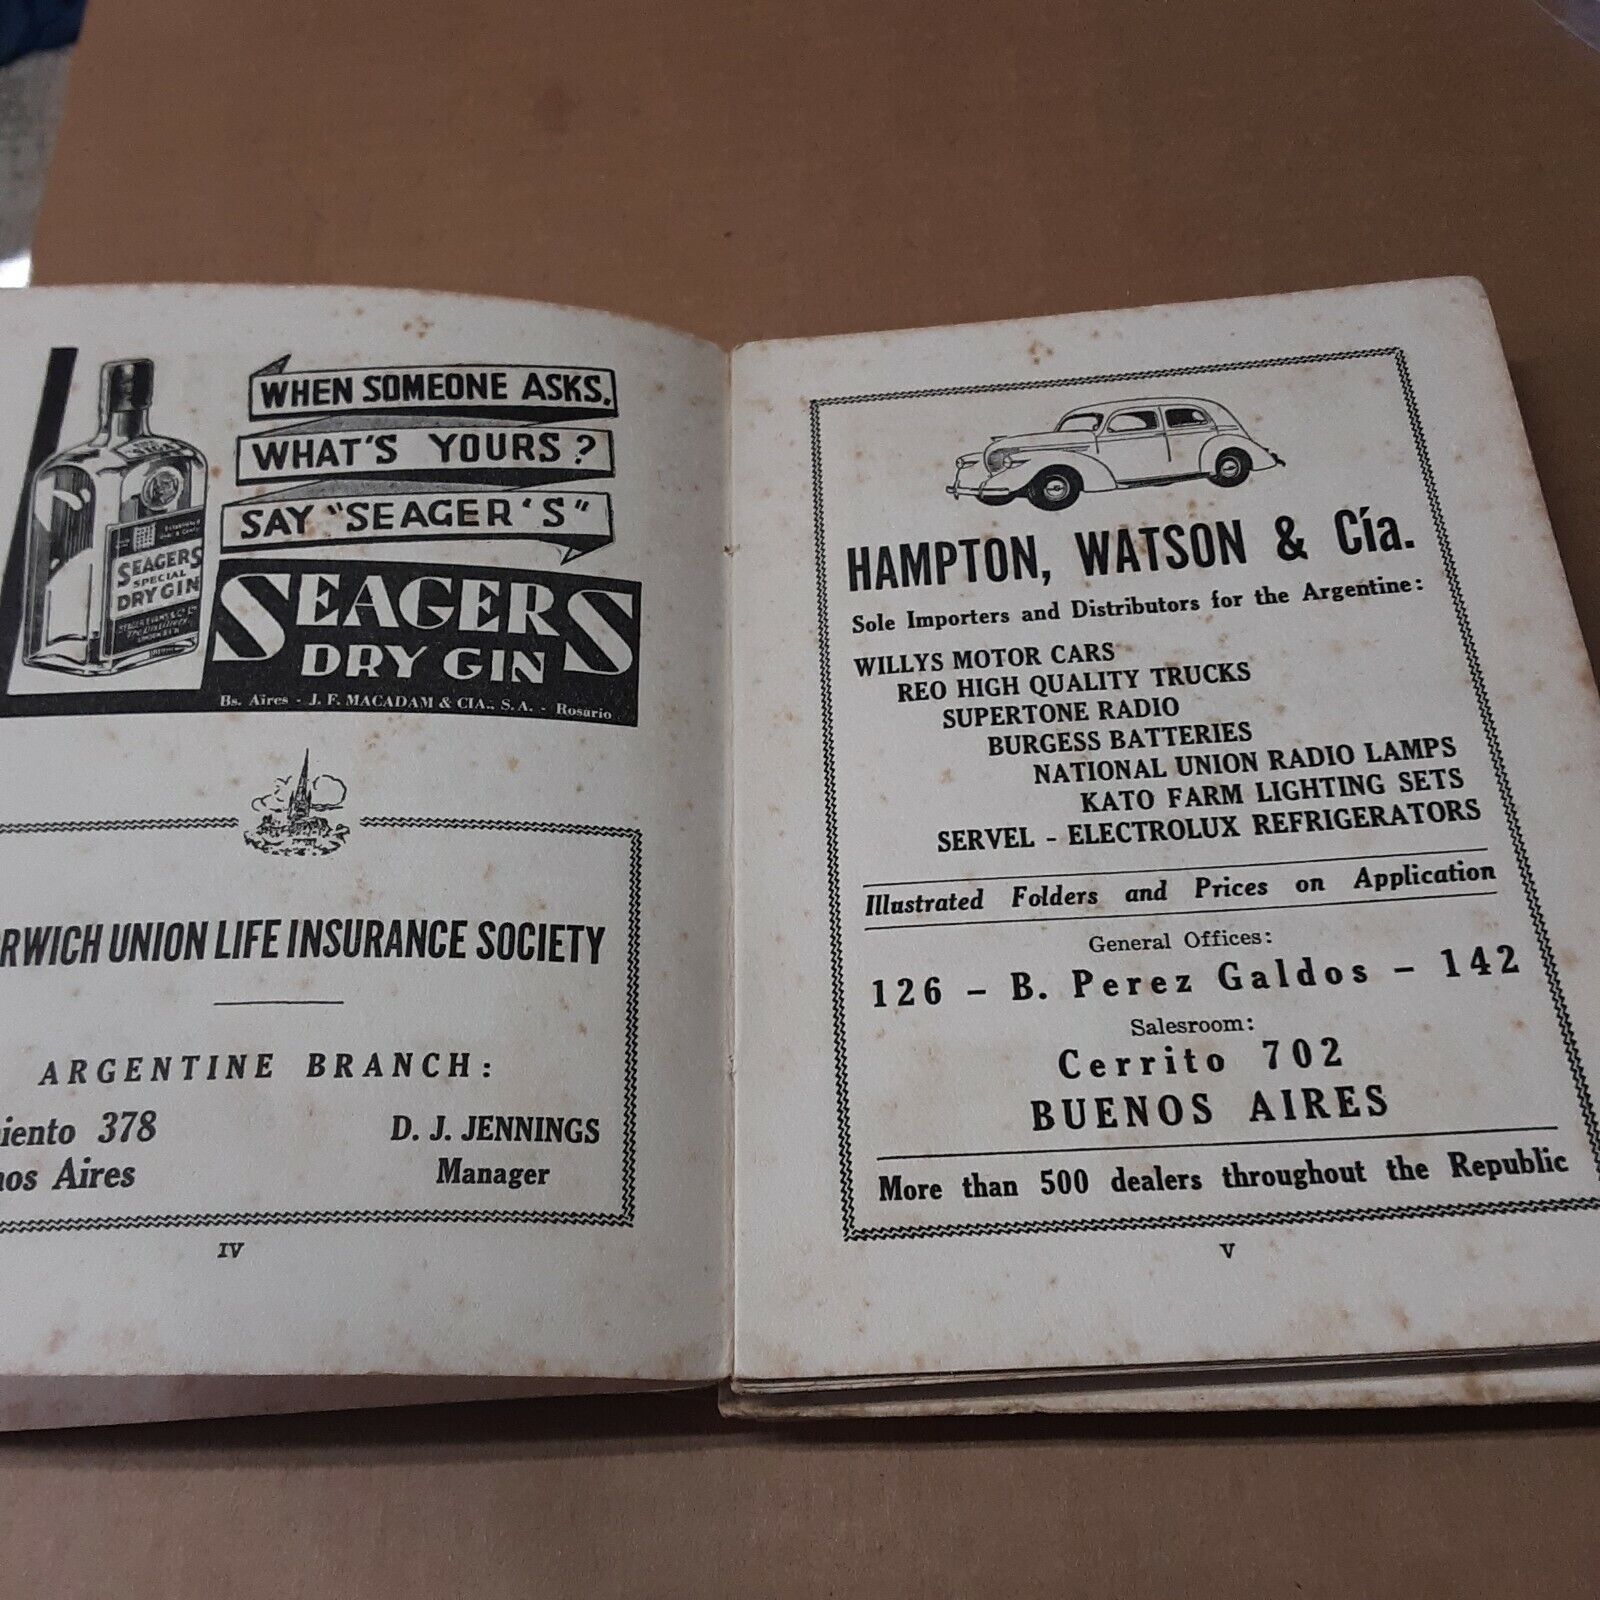 WHEN SOMEONE ASKS.
WHAT'S YOURS?
SAY "SEAGER'S"
SEAGERS
SPECIAL
DRY GIN
SEAGERS
DRY GIN
Bs. Aires - J. F. MACADAM & CIA., S. A. - Rosario
RWICH UNION LIFE INSURANCE SOCIETY
ARGENTINE BRANCH:
iento 378
D. J. JENNINGS
nos Aires
Manager
IV
HAMPTON, WATSON & Cía.
Sole Importers and Distributors for the Argentine:
WILLYS MOTOR CARS
REO HIGH QUALITY TRUCKS
SUPERTONE RADIO
BURGESS BATTERIES
NATIONAL UNION RADIO LAMPS
KATO FARM LIGHTING SETS
SERVEL - ELECTROLUX REFRIGERATORS
Illustrated Folders and Prices on Application
General Offices:
126 - B. Perez Galdos - 142
Salesroom:
Cerrito 702
BUENOS AIRES
More than 500 dealers throughout the Republic
V